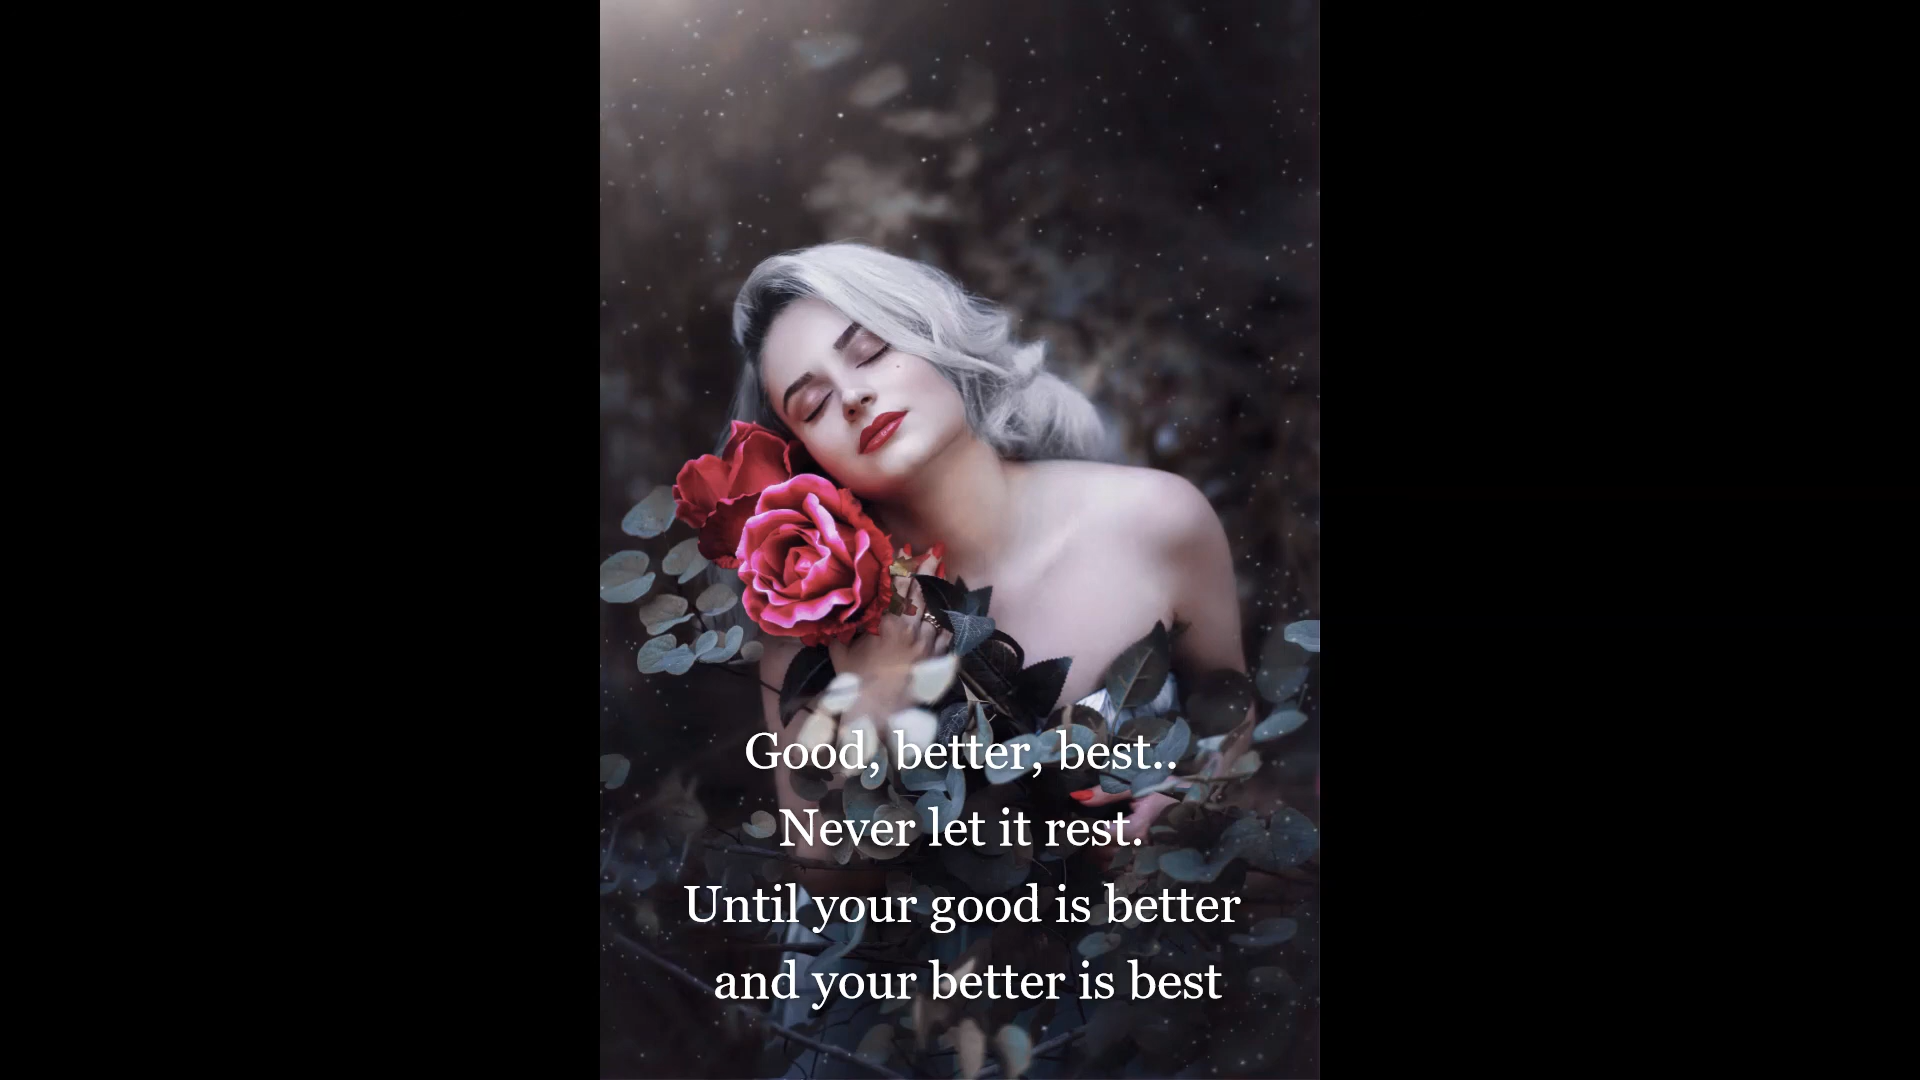 Good, better, best..
Never let it rest.
Until your good is better
and your better is best